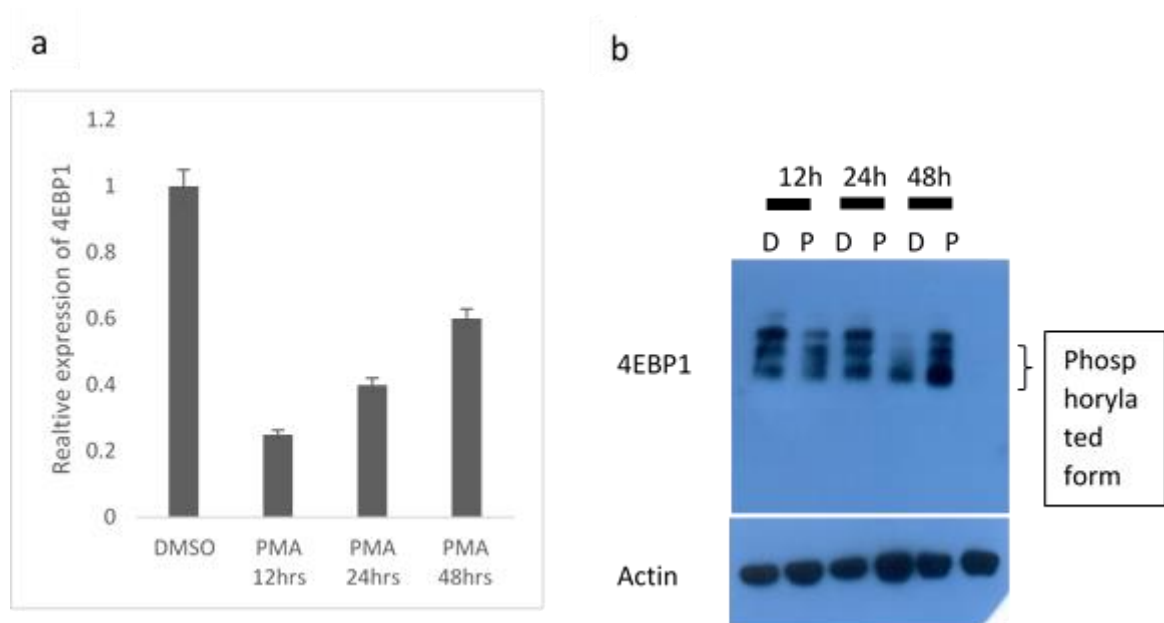 a
b
Realtive expression of 4EBP1
1.2
1
0.8
0.6
0.4
0.2
0
DMSO
PMA
12hrs
PMA
24hrs
PMA
48hrs
12h 24h 48h
D P D P D P
4EBP1
Phosp
horyla
ted
form
Actin